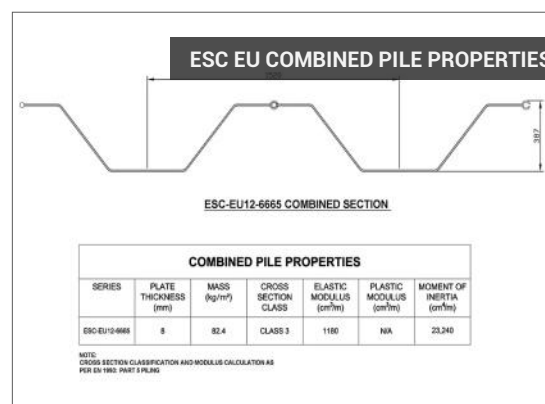 ESC EU COMBINED PILE PROPERTIES
387
ESC-EU12-6665 COMBINED SECTION
COMBINED PILE PROPERTIES
SERIES PLATE THICKNESS (mm) MASS (kg/m²) CROSS SECTION CLASS ELASTIC MODULUS (cm³/m) PLASTIC MODULUS (cm³/m) MOMENT OF INERTIA (cm⁴/m)
ESC-EU12-6665 8 82.4 CLASS 3 1180 N/A 23,240
NOTE:
CROSS SECTION CLASSIFICATION AND MODULUS CALCULATION AS
PER EN 1993: PART 5 PILING